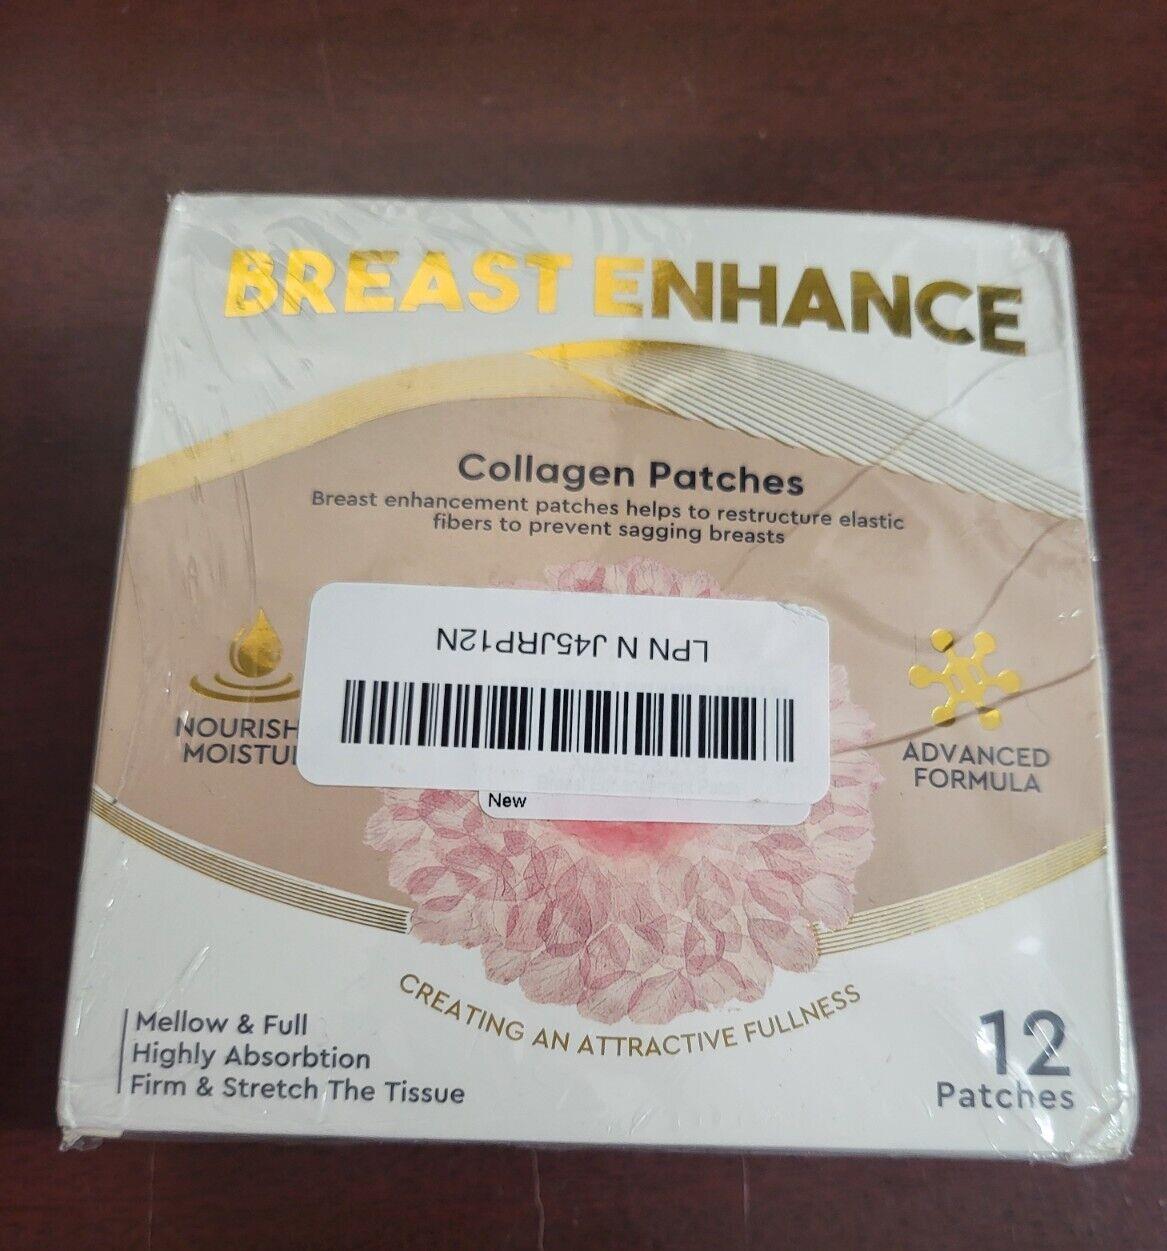 BREAST ENHANCE
Collagen Patches
Breast enhancement patches helps to restructure elastic
fibers to prevent sagging breasts
LPN N J45JRP12N
New
NOURISH
MOISTU
ADVANCED
FORMULA
CREATING AN ATTRACTIVE FULLNESS
Mellow & Full
Highly Absorbtion
Firm & Stretch The Tissue
12
Patches